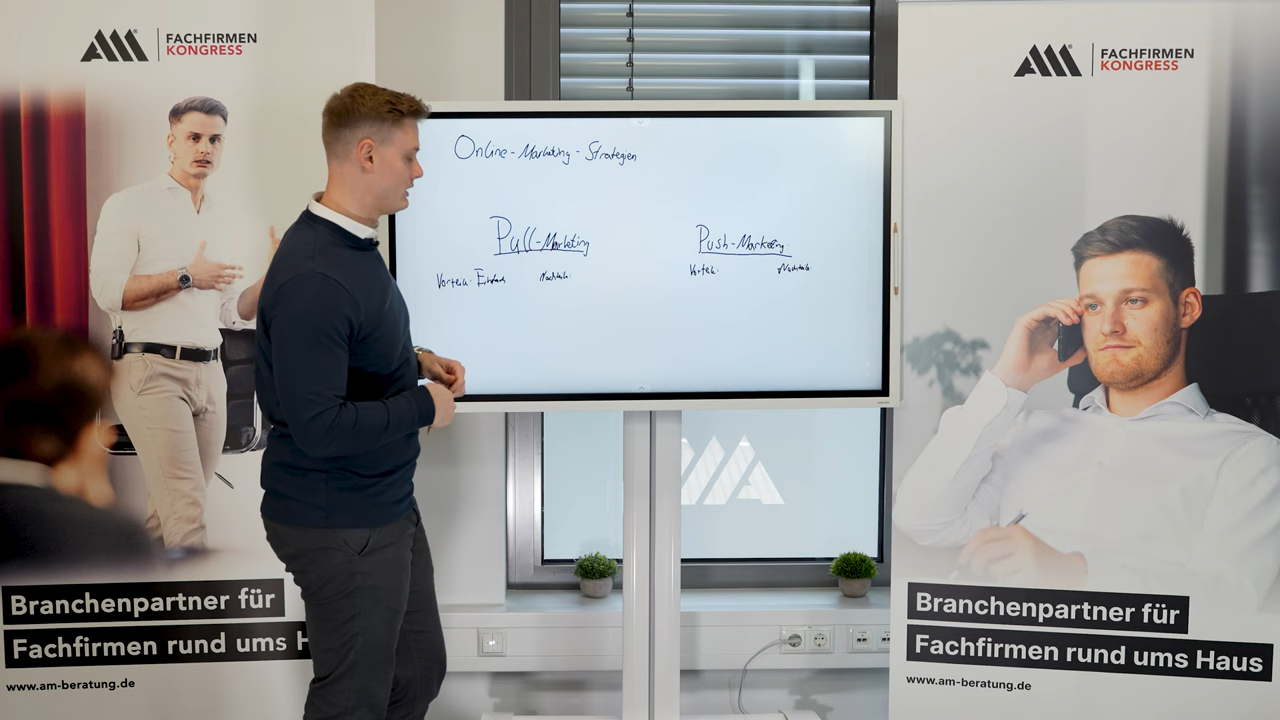 FACHFIRMEN
KONGRESS
FACHFIRMEN
KONGRESS
Online-Marketing-Strategien
Pull-Marketing
Push-Marketing
Vorteile: Einfach
Nachteile:
Vorteile:
Nachteile:
Branchenpartner für
Fachfirmen rund ums H
www.am-beratung.de
Branchenpartner für
Fachfirmen rund ums Haus
www.am-beratung.de